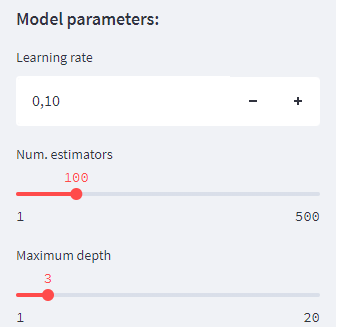 Model parameters:
Learning rate
0,10 − +
Num. estimators
100
1 500
Maximum depth
3
1 20